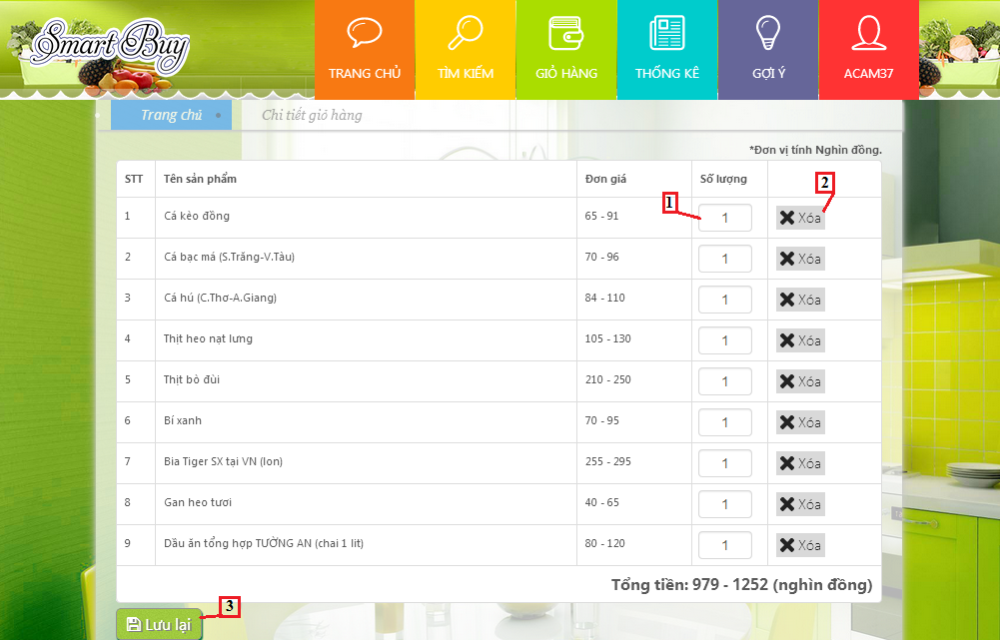 Smart Buy
TRANG CHỦ
TÌM KIẾM
GIỎ HÀNG
THỐNG KÊ
GỢI Ý
ACAM37
Trang chủ
Chi tiết giỏ hàng
*Đơn vị tính Nghìn đồng.
STT Tên sản phẩm Đơn giá Số lượng
2
1
1 Cá kèo đồng 65 - 91 1 Xóa
2 Cá bạc má (S.Trăng-V.Tàu) 70 - 96 1 Xóa
3 Cá hú (C.Thơ-A.Giang) 84 - 110 1 Xóa
4 Thịt heo nạt lưng 105 - 130 1 Xóa
5 Thịt bò đùi 210 - 250 1 Xóa
6 Bí xanh 70 - 95 1 Xóa
7 Bia Tiger SX tại VN (lon) 255 - 295 1 Xóa
8 Gan heo tươi 40 - 65 1 Xóa
9 Dầu ăn tổng hợp TƯỜNG AN (chai 1 lit) 80 - 120 1 Xóa
Tổng tiền: 979 - 1252 (nghìn đồng)
3
Lưu lại